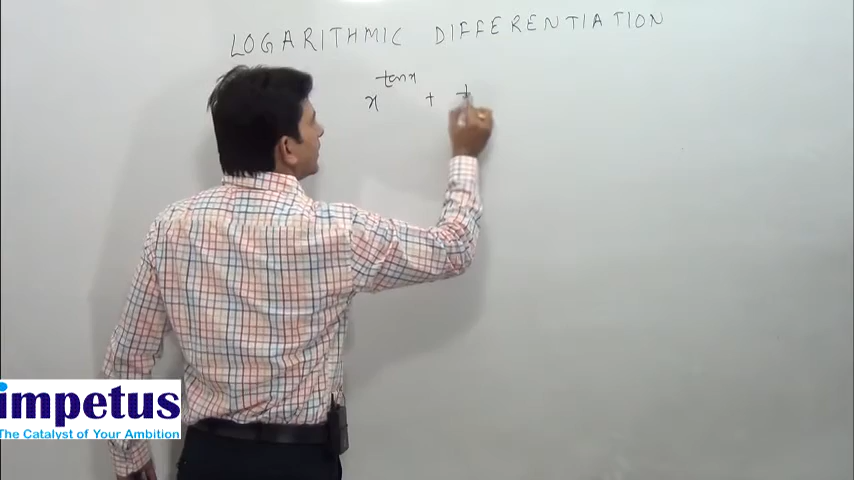 LOGARITHMIC DIFFERENTIATION
x^tanx + t
impetus
The Catalyst of Your Ambition